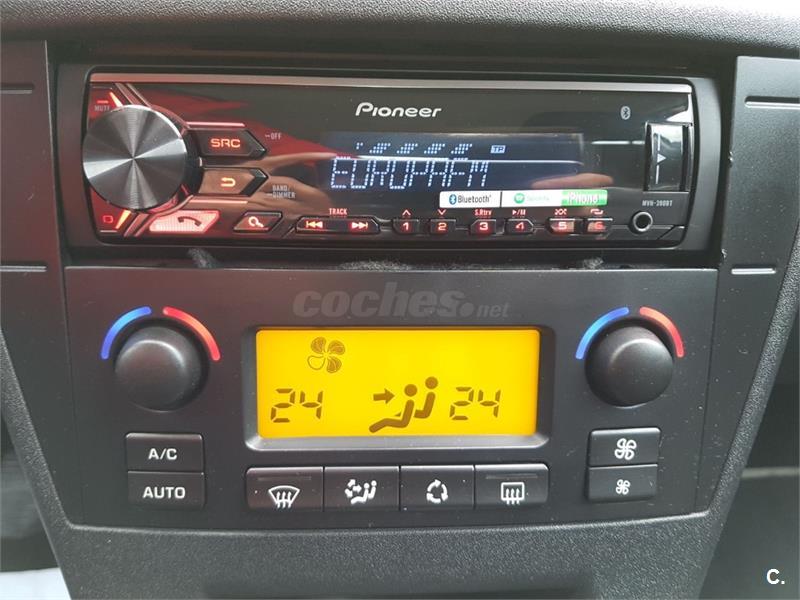 Pioneer
MUTE
SRC
OFF
TP
EUROPAFM
BAND/
DIMMER
Bluetooth
iPhone
MVH-390BT
TRACK
S.Rtrv
1 2 3 4 5 6
coches.net
24 24
A/C
AUTO
C.